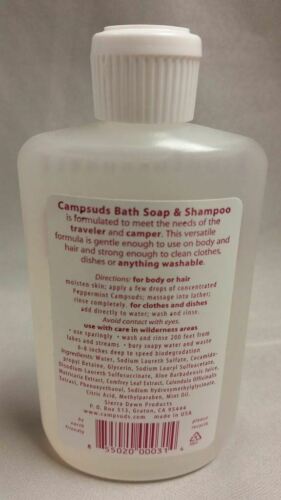 Campsuds Bath Soap & Shampoo
is formulated to meet the needs of the
traveler and camper. This versatile
formula is gentle enough to use on body and
hair and strong enough to clean clothes,
dishes or anything washable.
Directions: for body or hair
moisten skin; apply a few drops of concentrated
Peppermint Campsuds; massage into lather;
rinse completely. for clothes and dishes
add directly to water; wash and rinse.
Avoid contact with eyes.
use with care in wilderness areas
• use sparingly • wash and rinse 200 feet from
lakes and streams • bury soapy water and waste
6-8 inches deep to speed biodegradation
Ingredients: Water, Sodium Laureth Sulfate, Cocamido-
propyl Betaine, Glycerin, Sodium Lauryl Sulfoacetate,
Disodium Laureth Sulfosuccinate, Aloe Barbadensis Juice,
Matricaria Extract, Comfrey Leaf Extract, Calendula Officinalis
Extract, Phenoxyethanol, Sodium Hydroxymethylglycinate,
Citric Acid, Methylparaben, Mint Oil.
Sierra Dawn Products
P.O. Box 513, Graton, CA 95444
www.campsuds.com made in USA
be earth friendly
please recycle
8 55020 00031 4